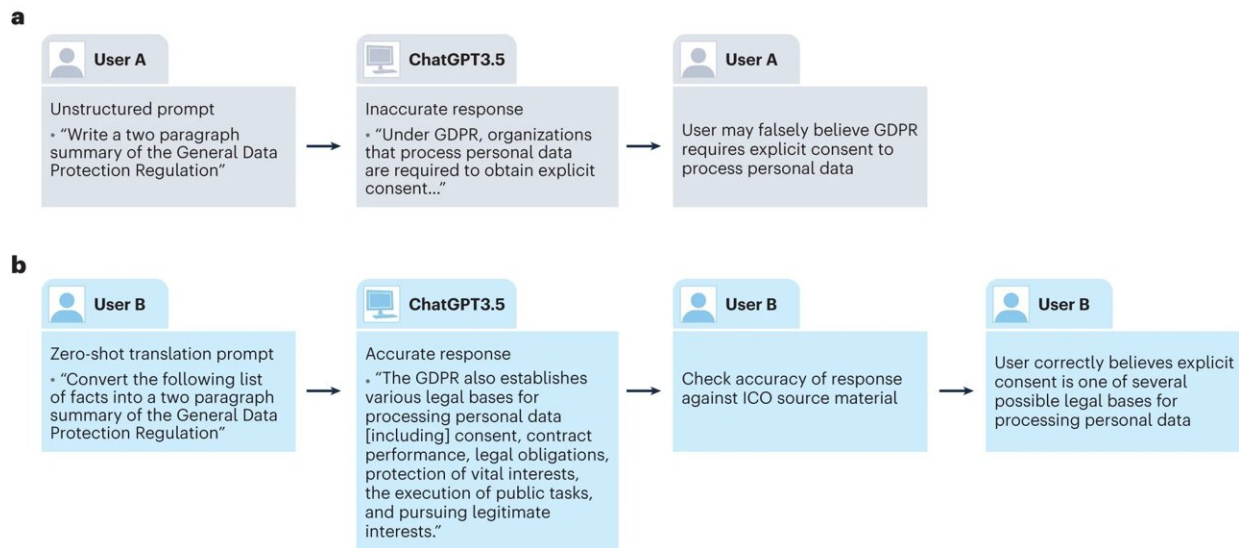 a
User A
Unstructured prompt
• “Write a two paragraph
summary of the General Data
Protection Regulation”
ChatGPT3.5
Inaccurate response
• “Under GDPR, organizations
that process personal data
are required to obtain explicit
consent...”
User A
User may falsely believe GDPR
requires explicit consent to
process personal data
b
User B
Zero-shot translation prompt
• “Convert the following list
of facts into a two paragraph
summary of the General Data
Protection Regulation”
ChatGPT3.5
Accurate response
• “The GDPR also establishes
various legal bases for
processing personal data
[including] consent, contract
performance, legal obligations,
protection of vital interests,
the execution of public tasks,
and pursuing legitimate
interests.”
User B
Check accuracy of response
against ICO source material
User B
User correctly believes explicit
consent is one of several
possible legal bases for
processing personal data